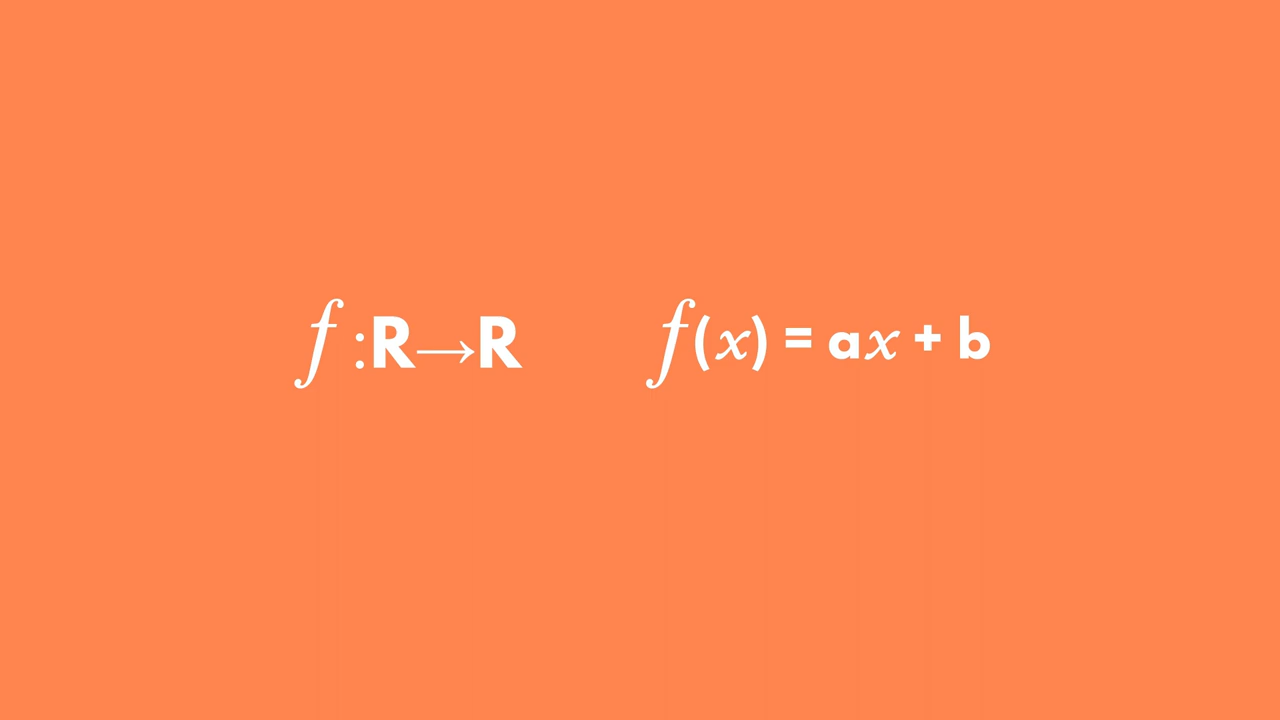 f :R→R f(x) = ax + b